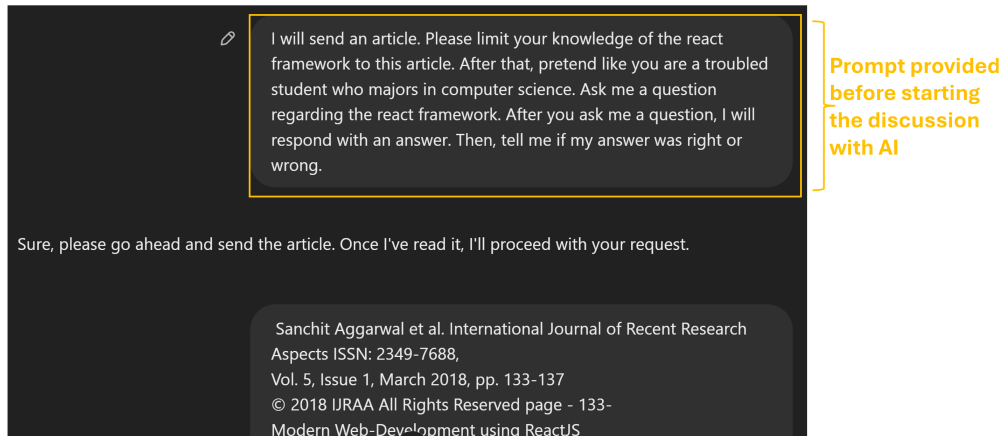 I will send an article. Please limit your knowledge of the react
framework to this article. After that, pretend like you are a troubled
student who majors in computer science. Ask me a question
regarding the react framework. After you ask me a question, I will
respond with an answer. Then, tell me if my answer was right or
wrong.
Prompt provided
before starting
the discussion
with AI
Sure, please go ahead and send the article. Once I've read it, I'll proceed with your request.
Sanchit Aggarwal et al. International Journal of Recent Research
Aspects ISSN: 2349-7688,
Vol. 5, Issue 1, March 2018, pp. 133-137
© 2018 IJRAA All Rights Reserved page - 133-
Modern Web-Development using ReactJS